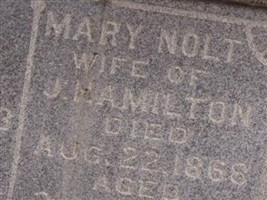 MARY NOLT
WIFE OF
J. HAMILTON
DIED
AUG. 22, 1868
AGED